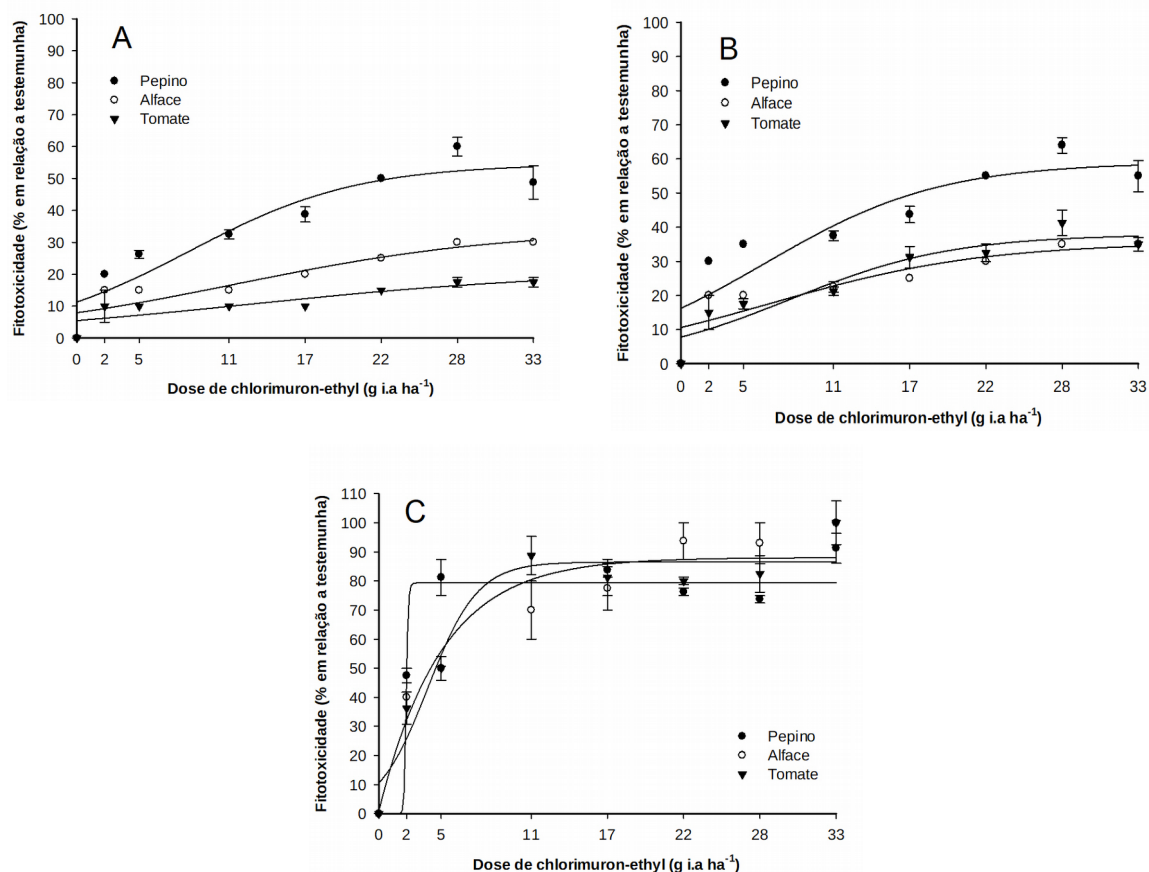 A
Pepino
Alface
Tomate
Fitotoxicidade (% em relação a testemunha)
100
90
80
70
60
50
40
30
20
10
0
0 2 5 11 17 22 28 33
Dose de chlorimuron-ethyl (g i.a ha⁻¹)
B
Pepino
Alface
Tomate
Fitotoxicidade (% em relação a testemunha)
100
90
80
70
60
50
40
30
20
10
0
0 2 5 11 17 22 28 33
Dose de chlorimuron-ethyl (g i.a ha⁻¹)
C
Fitotoxicidade (% em relação a testemunha)
110
100
90
80
70
60
50
40
30
20
10
0
Pepino
Alface
Tomate
0 2 5 11 17 22 28 33
Dose de chlorimuron-ethyl (g i.a ha⁻¹)